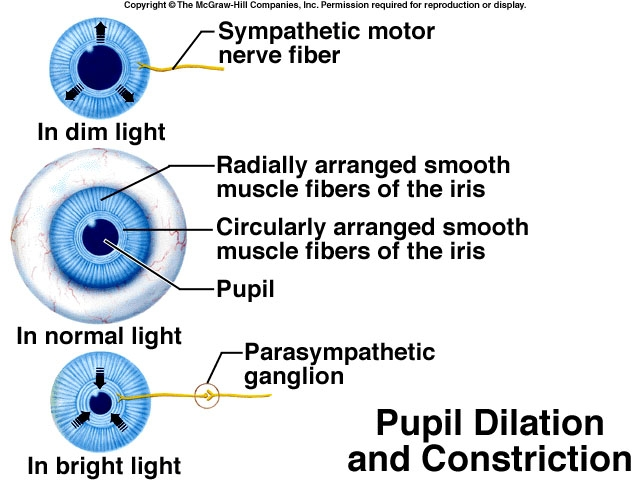 Copyright © The McGraw-Hill Companies, Inc. Permission required for reproduction or display.
Sympathetic motor
nerve fiber
In dim light
Radially arranged smooth
muscle fibers of the iris
Circularly arranged smooth
muscle fibers of the iris
Pupil
In normal light
Parasympathetic
ganglion
In bright light
Pupil Dilation
and Constriction